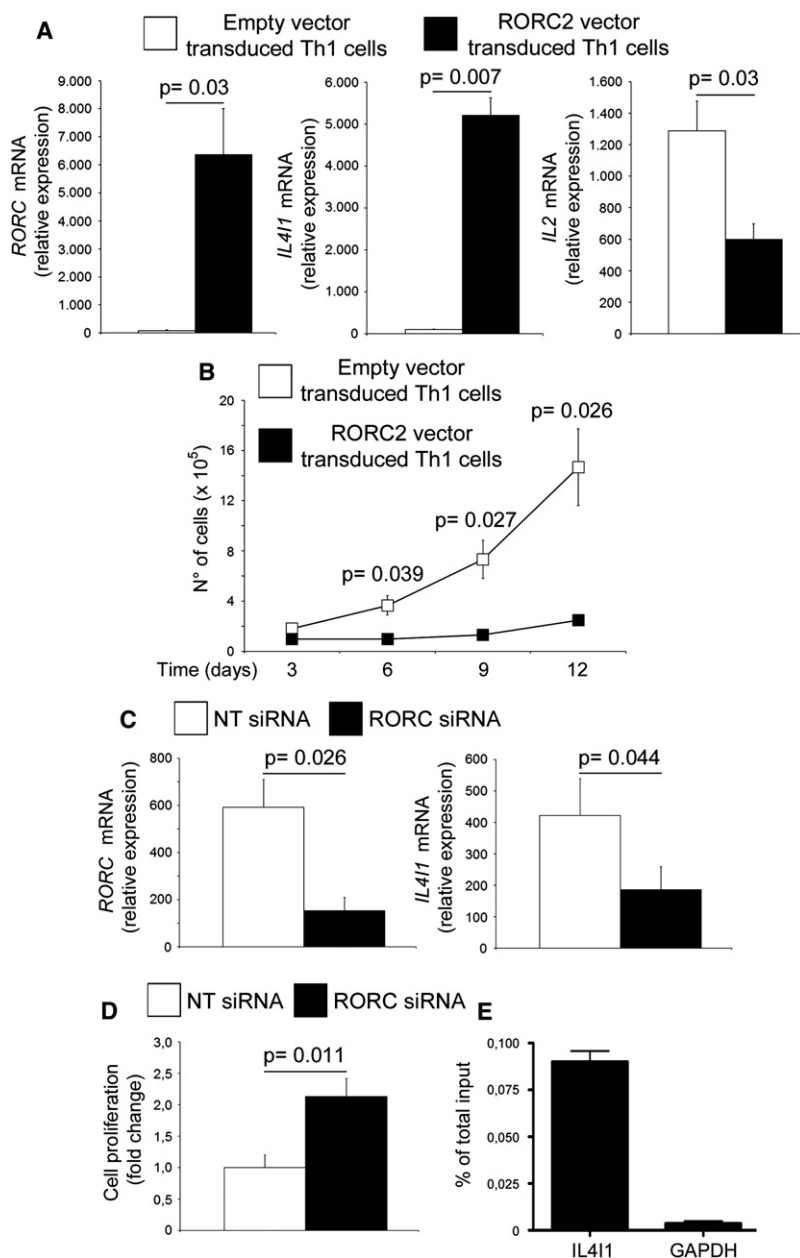 A
Empty vector
transduced Th1 cells
RORC2 vector
transduced Th1 cells
RORC mRNA
(relative expression)
9.000
8.000
7.000
6.000
5.000
4.000
3.000
2.000
1.000
0
p= 0.03
IL4I1 mRNA
(relative expression)
6.000
5.000
4.000
3.000
2.000
1.000
0
p= 0.007
IL2 mRNA
(relative expression)
1.600
1.400
1.200
1.000
800
600
400
200
0
p= 0.03
B
Empty vector
transduced Th1 cells
RORC2 vector
transduced Th1 cells
N° of cells (x 10⁵)
20
16
12
8
4
0
p= 0.039
p= 0.027
p= 0.026
Time (days)
3
6
9
12
C
NT siRNA
RORC siRNA
RORC mRNA
(relative expression)
800
600
400
200
0
p= 0.026
IL4I1 mRNA
(relative expression)
600
500
400
300
200
100
0
p= 0.044
D
NT siRNA
RORC siRNA
Cell proliferation
(fold change)
3,0
2,5
2,0
1,5
1,0
0,5
0
p= 0.011
E
% of total input
0,100
0,075
0,050
0,025
0
IL4I1
GAPDH